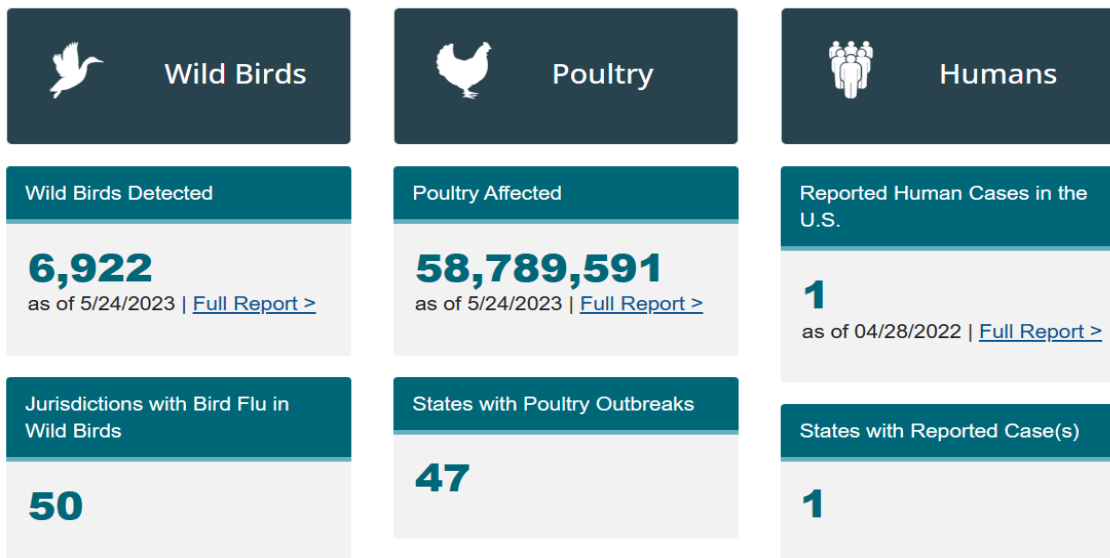 Wild Birds
Poultry
Humans
Wild Birds Detected
6,922
as of 5/24/2023 | Full Report >
Jurisdictions with Bird Flu in
Wild Birds
50
Poultry Affected
58,789,591
as of 5/24/2023 | Full Report >
States with Poultry Outbreaks
47
Reported Human Cases in the
U.S.
1
as of 04/28/2022 | Full Report >
States with Reported Case(s)
1